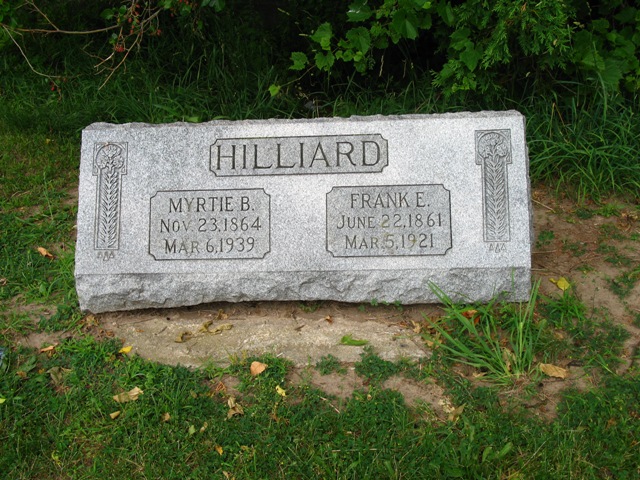 HILLIARD
MYRTIE B.
NOV. 23, 1864
MAR 6, 1939
FRANK E.
JUNE 22, 1861
MAR. 5, 1921